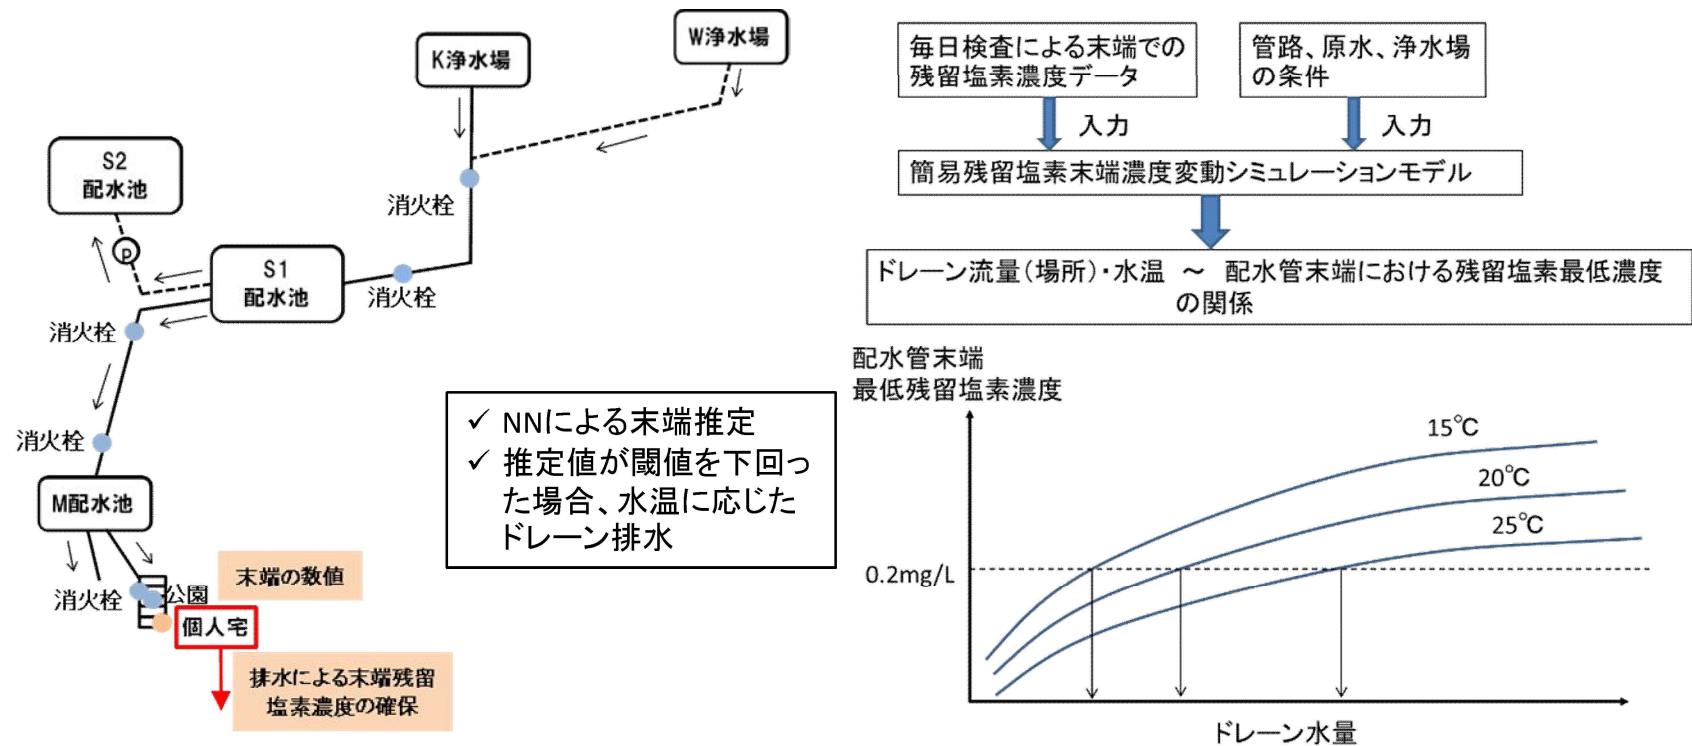 W浄水場
K浄水場
S2
配水池
P
消火栓
S1
配水池
消火栓
消火栓
消火栓
M配水池
末端の数値
消火栓
公園
個人宅
排水による末端残留
塩素濃度の確保
✓ NNによる末端推定
✓ 推定値が閾値を下回っ
た場合、水温に応じた
ドレーン排水
毎日検査による末端での
残留塩素濃度データ
管路、原水、浄水場
の条件
入力
入力
簡易残留塩素末端濃度変動シミュレーションモデル
ドレーン流量(場所)・水温 ～ 配水管末端における残留塩素最低濃度
の関係
配水管末端
最低残留塩素濃度
15℃
20℃
25℃
0.2mg/L
ドレーン水量